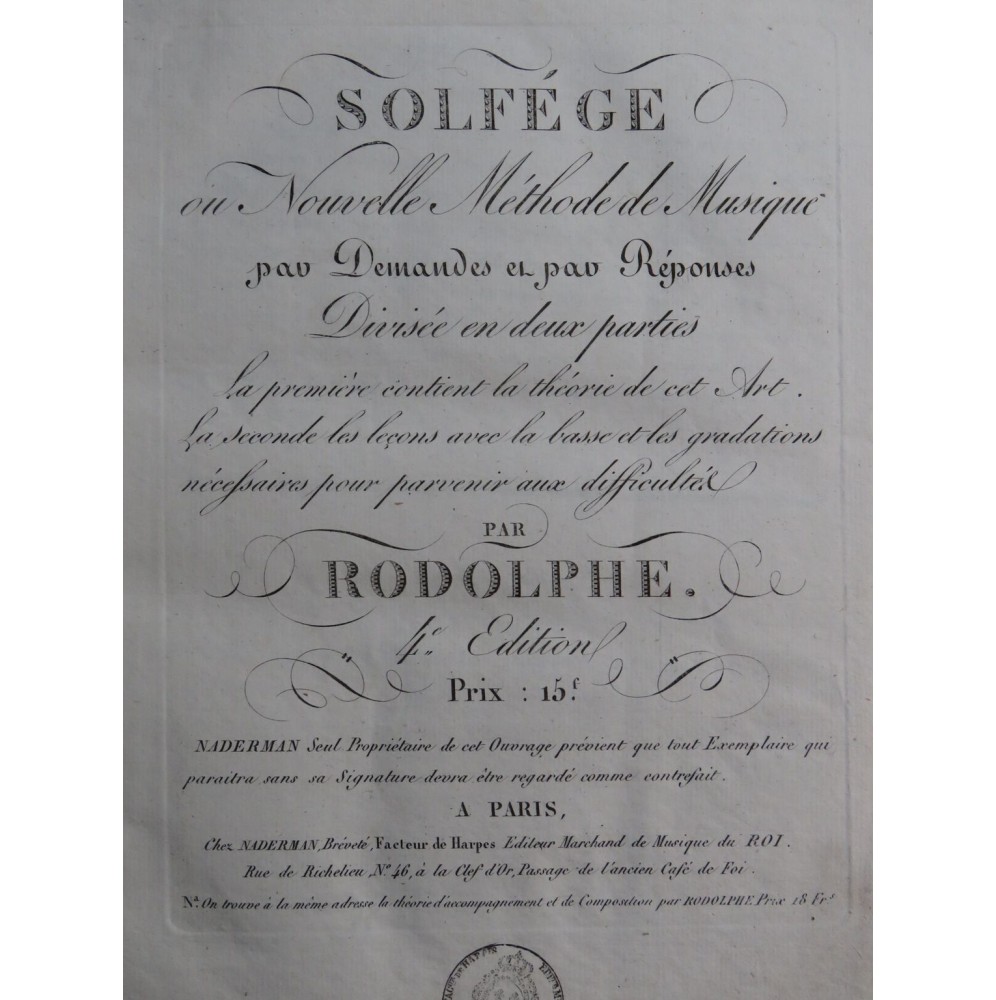 SOLFÉGE
ou Nouvelle Méthode de Musique
par Demandes et par Réponses
Divisée en deux parties
La première contient la théorie de cet Art.
La seconde les leçons avec la basse et les gradations
nécessaires pour parvenir aux difficultés
PAR
RODOLPHE.
4e. Edition
Prix : 15f.
NADERMAN Seul Propriétaire de cet Ouvrage prévient que tout Exemplaire qui
paraitra sans sa Signature devra être regardé comme contrefait.
A PARIS,
Chez NADERMAN, Bréveté, Facteur de Harpes Editeur Marchand de Musique du ROI.
Rue de Richelieu, No. 46, à la Clef d'Or, Passage de l'ancien Café de Foi.
Na. On trouve à la même adresse la théorie d'accompagnement et de Composition par RODOLPHE Prix 18 Frs